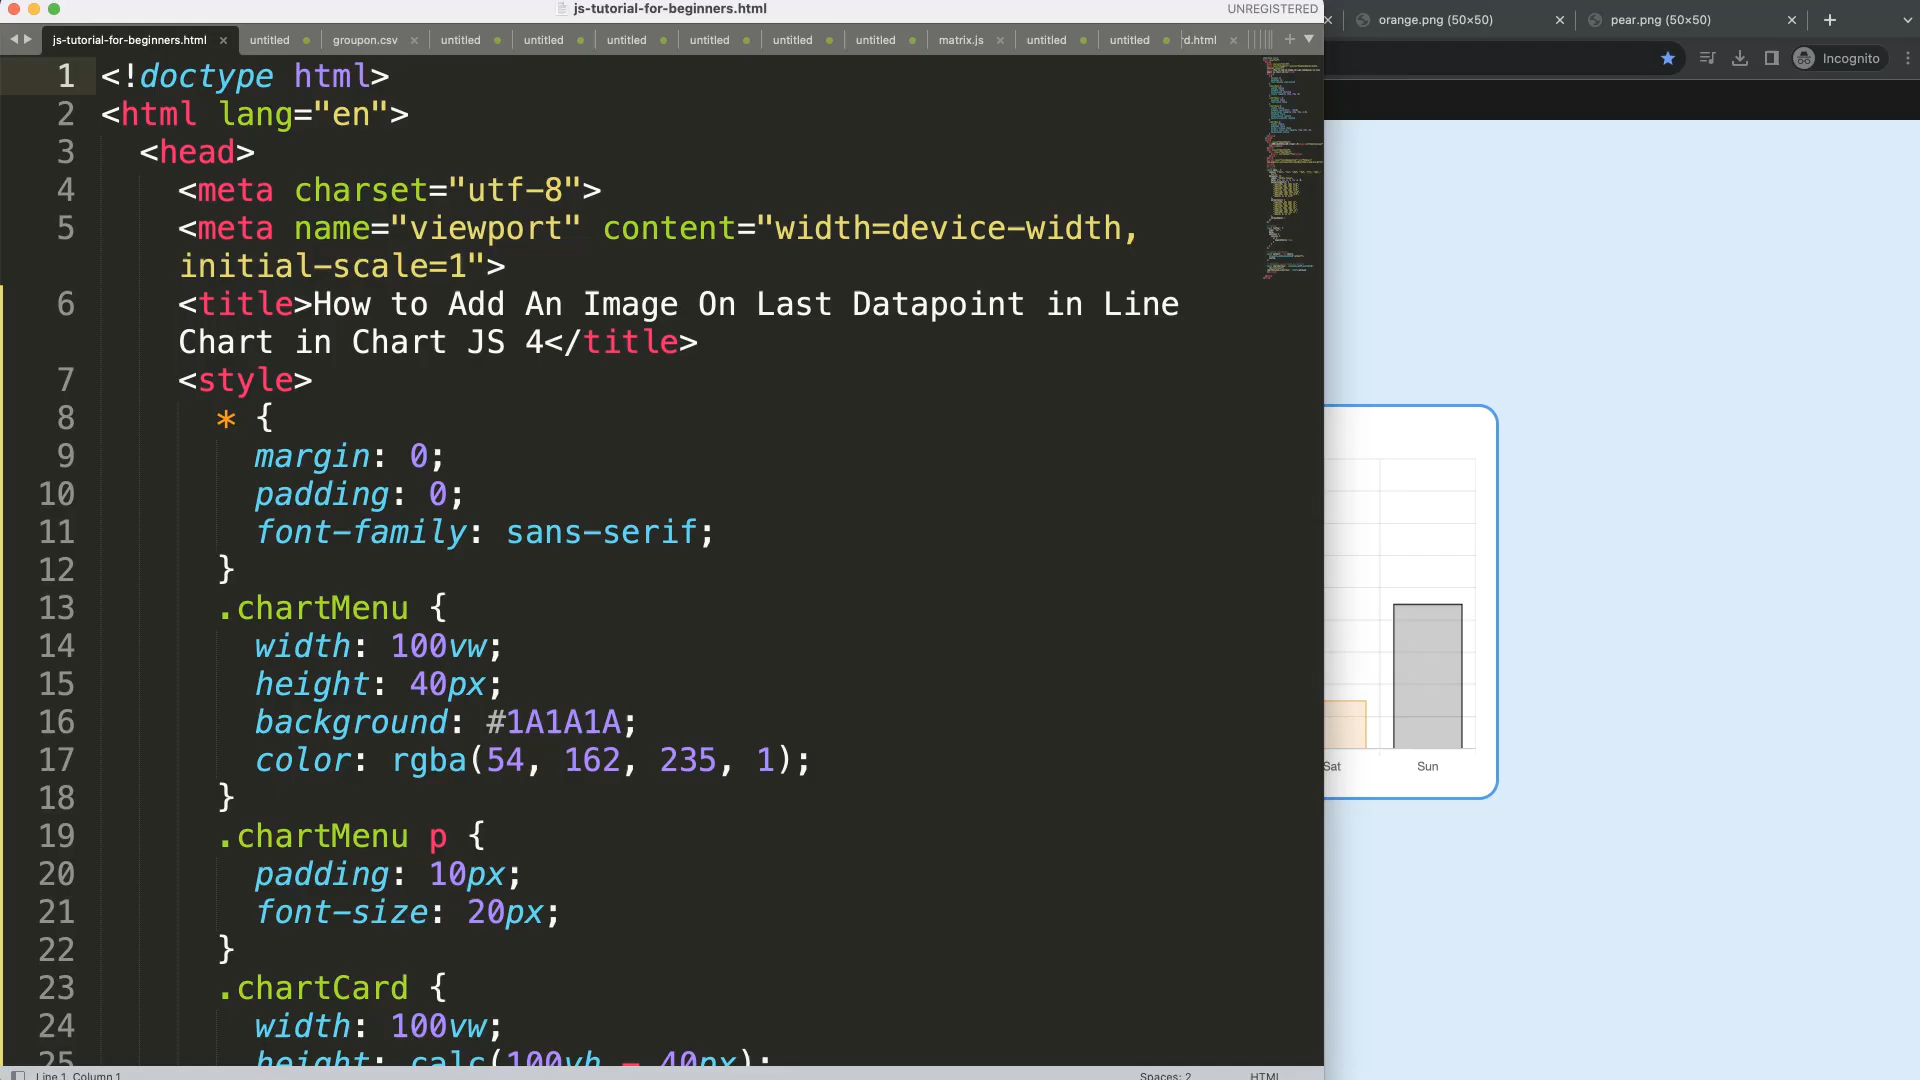 js-tutorial-for-beginners.html
UNREGISTERED
js-tutorial-for-beginners.html untitled groupon.csv untitled untitled untitled untitled untitled untitled matrix.js untitled untitled d.html
orange.png (50×50) pear.png (50×50)
Incognito
1 <!doctype html>
2 <html lang="en">
3 <head>
4 <meta charset="utf-8">
5 <meta name="viewport" content="width=device-width,
initial-scale=1">
6 <title>How to Add An Image On Last Datapoint in Line
Chart in Chart JS 4</title>
7 <style>
8 * {
9 margin: 0;
10 padding: 0;
11 font-family: sans-serif;
12 }
13 .chartMenu {
14 width: 100vw;
15 height: 40px;
16 background: #1A1A1A;
17 color: rgba(54, 162, 235, 1);
18 }
19 .chartMenu p {
20 padding: 10px;
21 font-size: 20px;
22 }
23 .chartCard {
24 width: 100vw;
25 height: calc(100vh - 40px);
Sat Sun
Line 1, Column 1
Spaces: 2
HTML